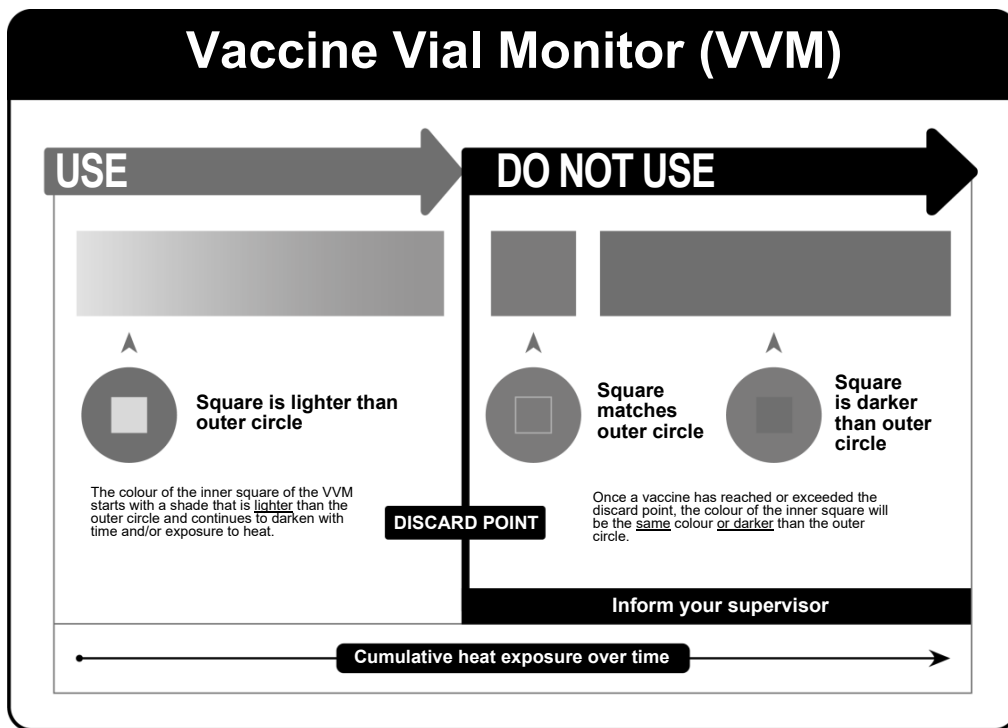 Vaccine Vial Monitor (VVM)
USE
DO NOT USE
Square is lighter than
outer circle
Square
matches
outer circle
Square
is darker
than outer
circle
The colour of the inner square of the VVM
starts with a shade that is lighter than the
outer circle and continues to darken with
time and/or exposure to heat.
DISCARD POINT
Once a vaccine has reached or exceeded the
discard point, the colour of the inner square will
be the same colour or darker than the outer
circle.
Inform your supervisor
Cumulative heat exposure over time